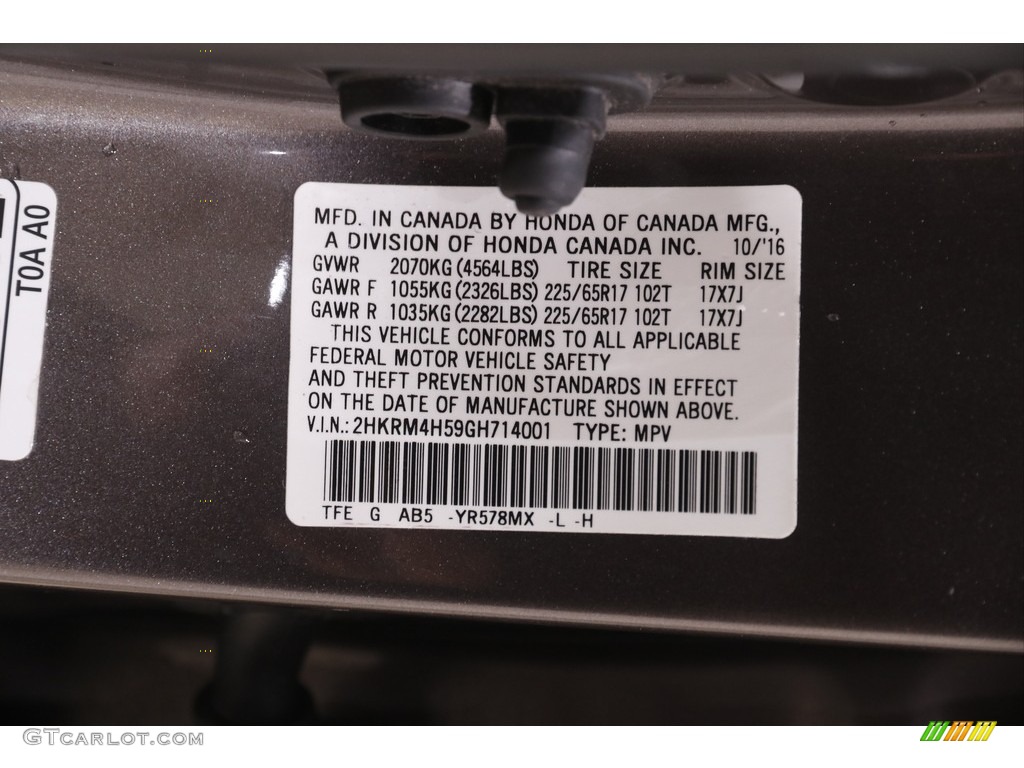 MFD. IN CANADA BY HONDA OF CANADA MFG.,
A DIVISION OF HONDA CANADA INC. 10/'16
GVWR 2070KG (4564LBS) TIRE SIZE RIM SIZE
GAWR F 1055KG (2326LBS) 225/65R17 102T 17X7J
GAWR R 1035KG (2282LBS) 225/65R17 102T 17X7J
THIS VEHICLE CONFORMS TO ALL APPLICABLE
FEDERAL MOTOR VEHICLE SAFETY
AND THEFT PREVENTION STANDARDS IN EFFECT
ON THE DATE OF MANUFACTURE SHOWN ABOVE.
V.I.N.: 2HKRM4H59GH714001 TYPE: MPV
TFE G AB5 -YR578MX -L -H
T0A A0
GTCarlot.com